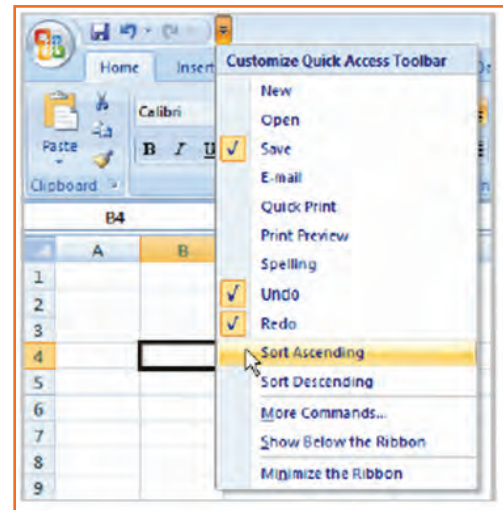 Home Insert
Customize Quick Access Toolbar
New
Open
Save
E-mail
Quick Print
Print Preview
Spelling
Undo
Redo
Sort Ascending
Sort Descending
More Commands...
Show Below the Ribbon
Minimize the Ribbon
Calibri
Paste
B I U
Clipboard
B4
A B
1
2
3
4
5
6
7
8
9